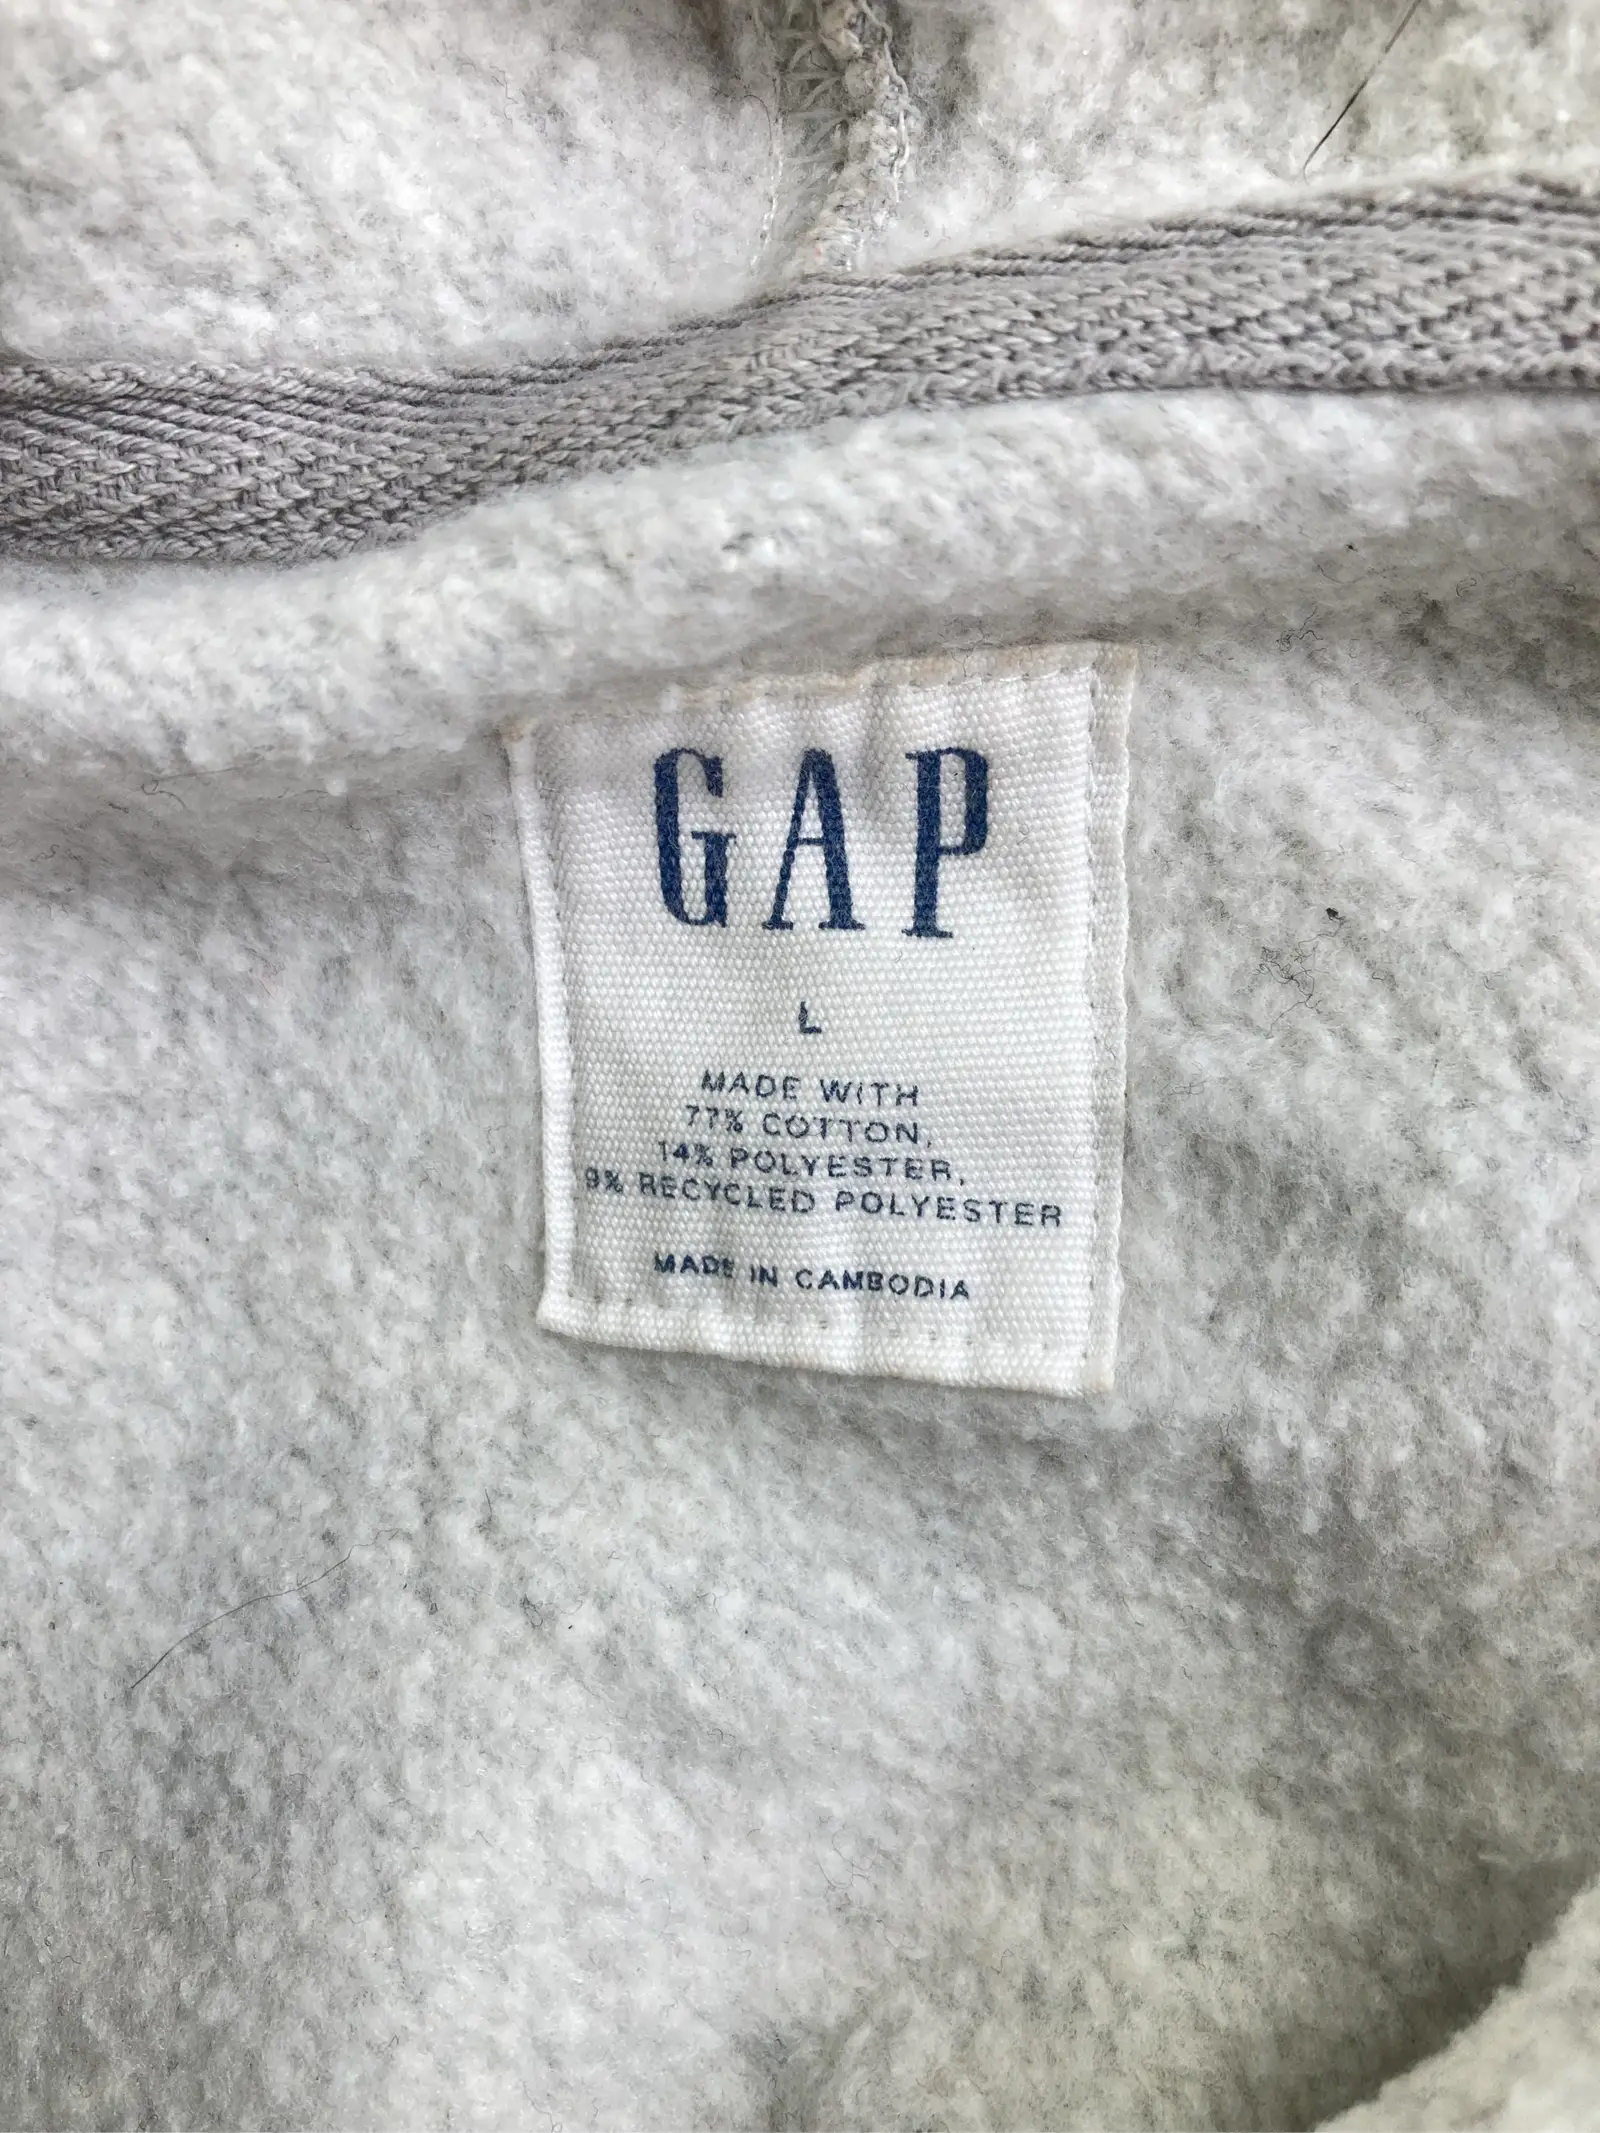 GAP
L
MADE WITH
77% COTTON,
14% POLYESTER,
9% RECYCLED POLYESTER
MADE IN CAMBODIA